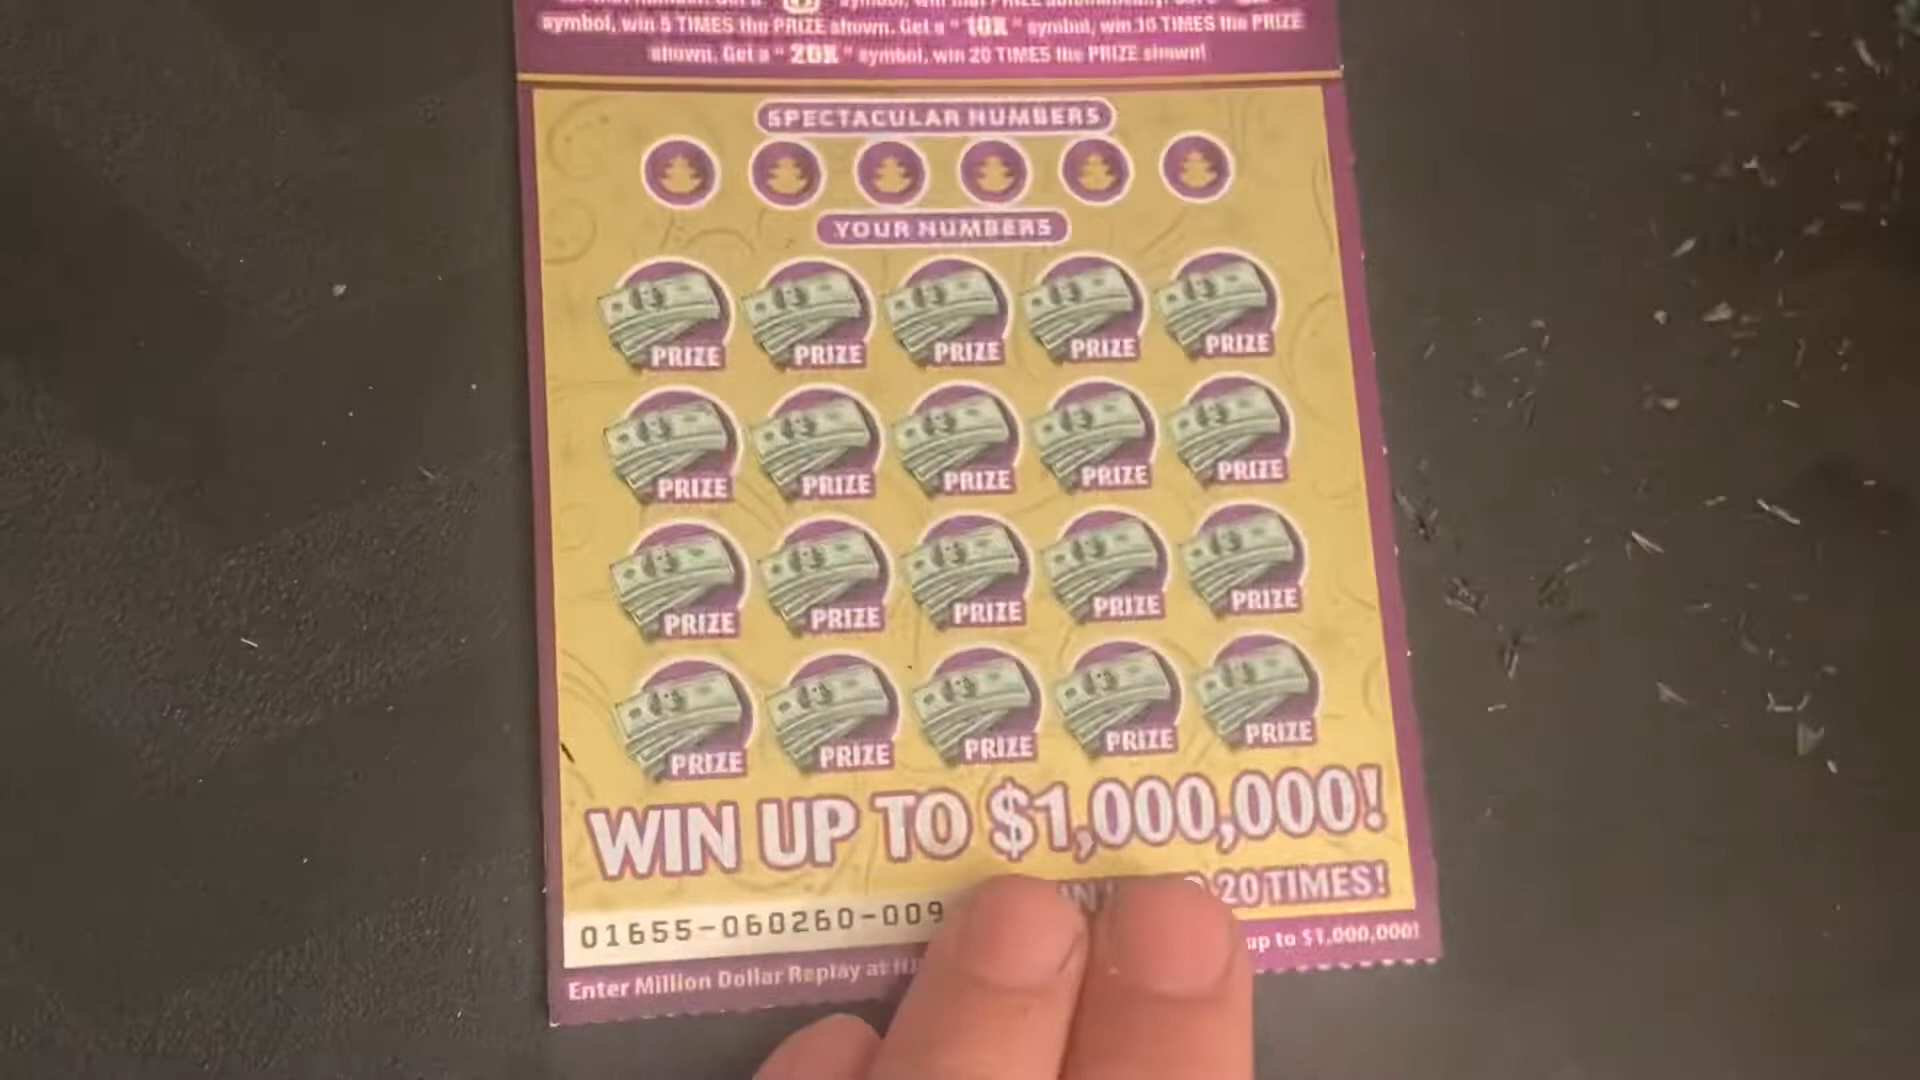 symbol, win 5 TIMES the PRIZE shown. Get a "10X" symbol, win 10 TIMES the PRIZE
shown. Get a "20X" symbol, win 20 TIMES the PRIZE shown!
SPECTACULAR NUMBERS
YOUR NUMBERS
PRIZE PRIZE PRIZE PRIZE PRIZE
PRIZE PRIZE PRIZE PRIZE PRIZE
PRIZE PRIZE PRIZE PRIZE PRIZE
PRIZE PRIZE PRIZE PRIZE PRIZE
WIN UP TO $1,000,000!
20 TIMES!
01655-060260-009
Enter Million Dollar Replay at up to $1,000,000!